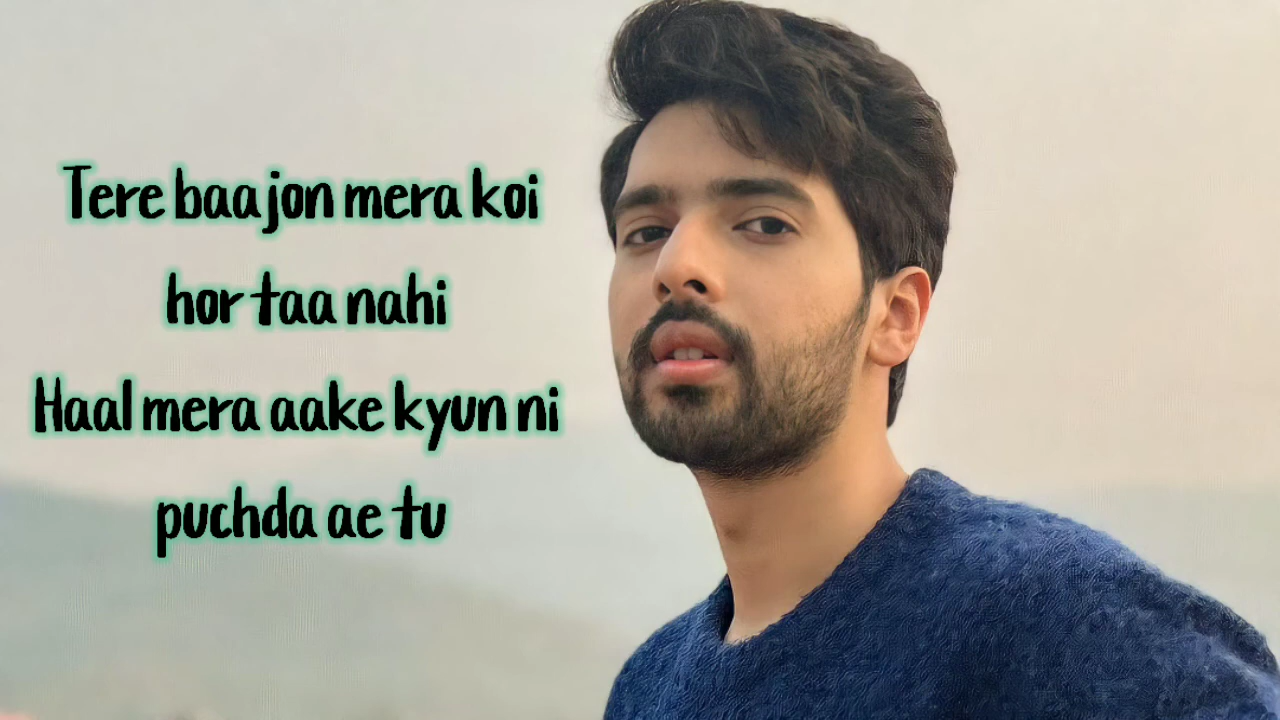 Tere baajon mera koi
hor taa nahi
Haal mera aake kyun ni
puchda ae tu